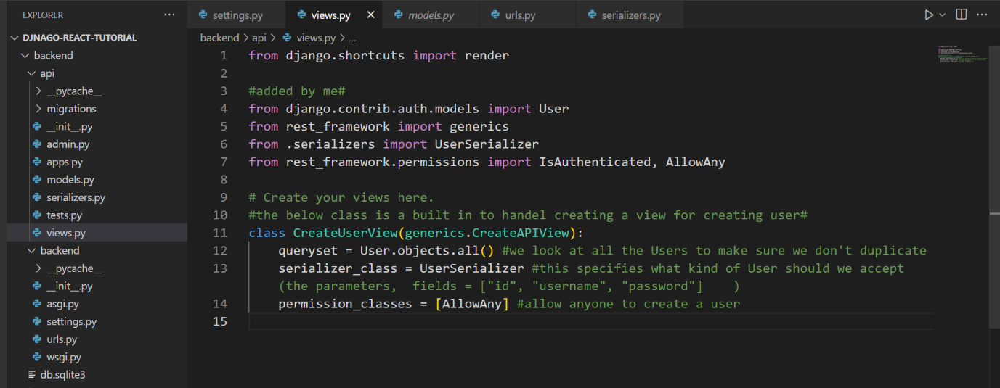 EXPLORER ...
settings.py views.py models.py urls.py serializers.py
DJNAGO-REACT-TUTORIAL
backend
api
__pycache__
migrations
__init__.py
admin.py
apps.py
models.py
serializers.py
tests.py
views.py
backend
__pycache__
__init__.py
asgi.py
settings.py
urls.py
wsgi.py
db.sqlite3
backend > api > views.py > ...
1 from django.shortcuts import render
2
3 #added by me#
4 from django.contrib.auth.models import User
5 from rest_framework import generics
6 from .serializers import UserSerializer
7 from rest_framework.permissions import IsAuthenticated, AllowAny
8
9 # Create your views here.
10 #the below class is a built in to handel creating a view for creating user#
11 class CreateUserView(generics.CreateAPIView):
12     queryset = User.objects.all() #we look at all the Users to make sure we don't duplicate
13     serializer_class = UserSerializer #this specifies what kind of User should we accept
    (the parameters,  fields = ["id", "username", "password"]    )
14     permission_classes = [AllowAny] #allow anyone to create a user
15